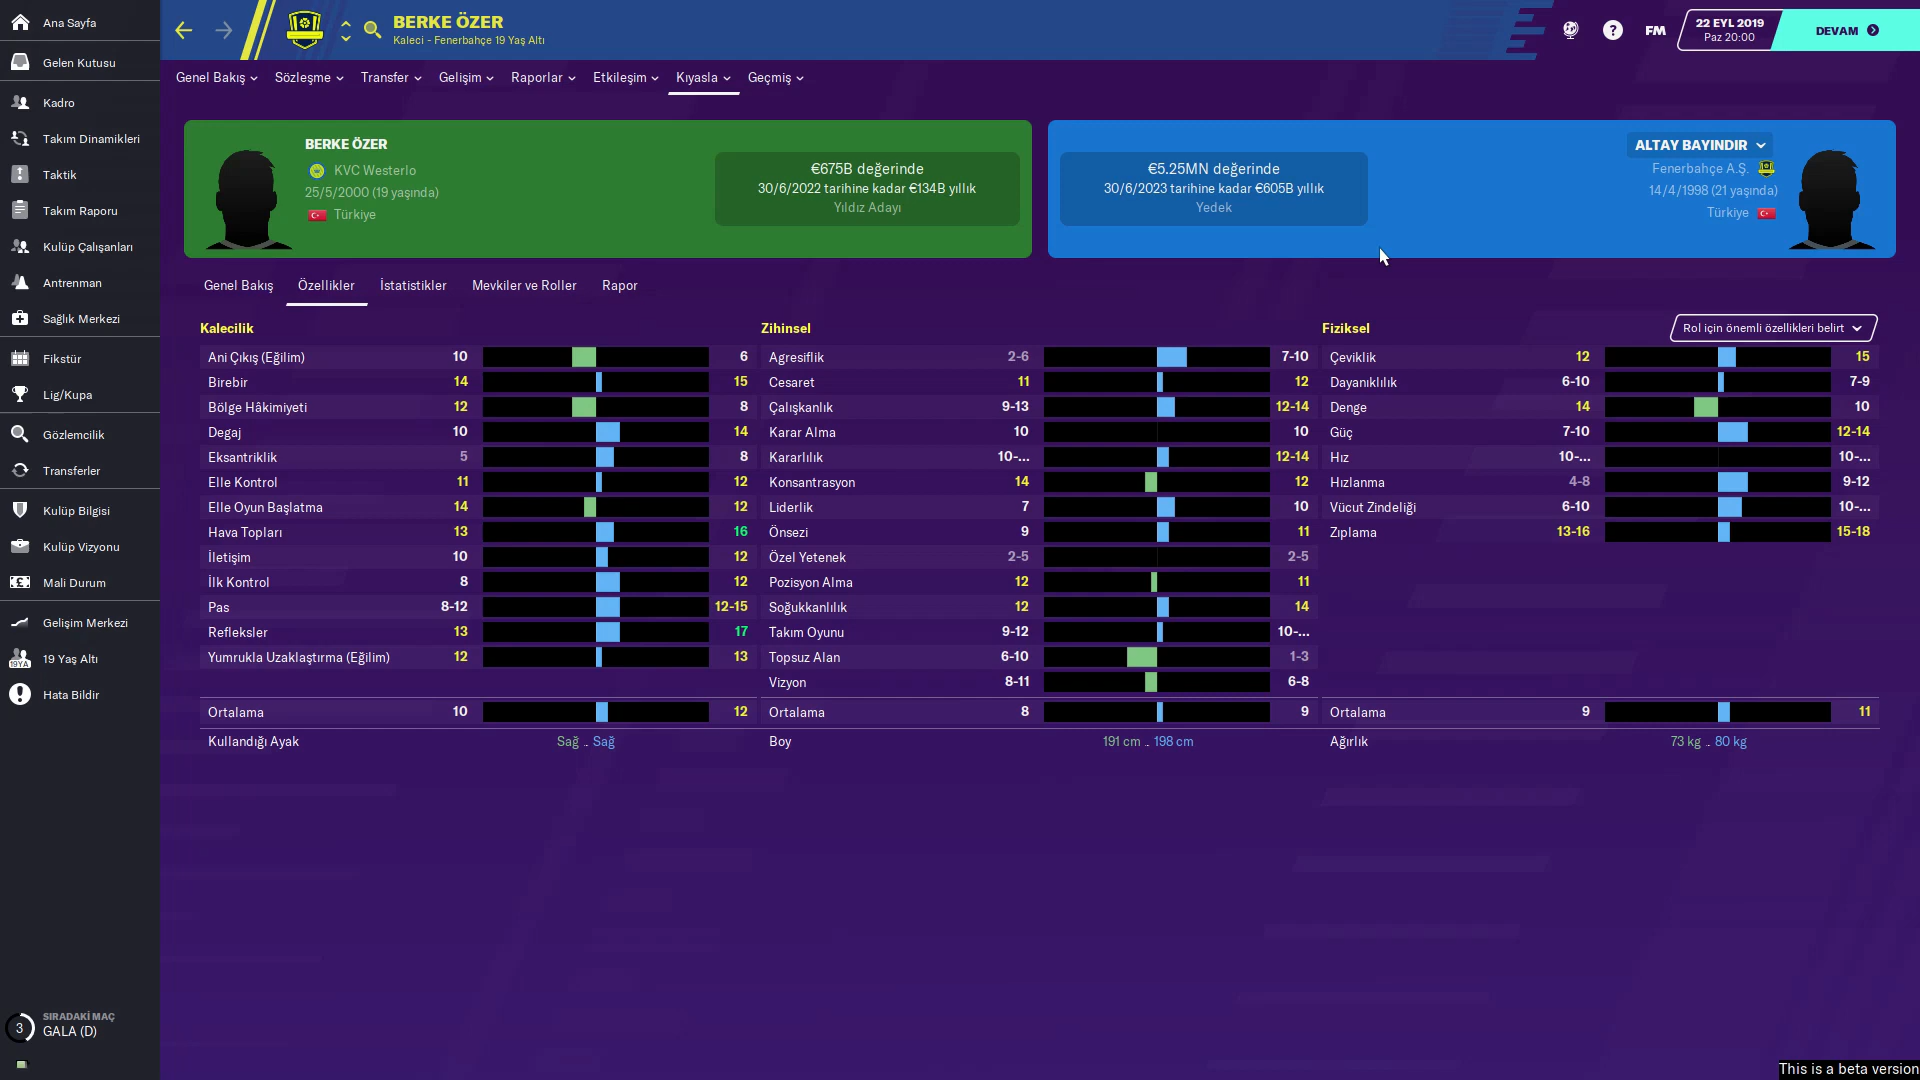 Ana Sayfa
Gelen Kutusu
Kadro
Takım Dinamikleri
Taktik
Takım Raporu
Kulüp Çalışanları
Antrenman
Sağlık Merkezi
Fikstür
Lig/Kupa
Gözlemcilik
Transferler
Kulüp Bilgisi
Kulüp Vizyonu
Mali Durum
Gelişim Merkezi
19YA 19 Yaş Altı
Hata Bildir
3 SIRADAKİ MAÇ
GALA (D)
BERKE ÖZER
Kaleci - Fenerbahçe 19 Yaş Altı
? FM
22 EYL 2019
Paz 20:00
DEVAM
Genel Bakış Sözleşme Transfer Gelişim Raporlar Etkileşim Kıyasla Geçmiş
BERKE ÖZER
KVC Westerlo
25/5/2000 (19 yaşında)
Türkiye
€675B değerinde
30/6/2022 tarihine kadar €134B yıllık
Yıldız Adayı
€5.25MN değerinde
30/6/2023 tarihine kadar €605B yıllık
Yedek
ALTAY BAYINDIR
Fenerbahçe A.Ş.
14/4/1998 (21 yaşında)
Türkiye
Genel Bakış Özellikler İstatistikler Mevkiler ve Roller Rapor
Rol için önemli özellikleri belirt
Kalecilik
Ani Çıkış (Eğilim) 10 6
Birebir 14 15
Bölge Hâkimiyeti 12 8
Degaj 10 14
Eksantriklik 5 8
Elle Kontrol 11 12
Elle Oyun Başlatma 14 12
Hava Topları 13 16
İletişim 10 12
İlk Kontrol 8 12
Pas 8-12 12-15
Refleksler 13 17
Yumrukla Uzaklaştırma (Eğilim) 12 13
Ortalama 10 12
Kullandığı Ayak Sağ .. Sağ
Zihinsel
Agresiflik 2-6 7-10
Cesaret 11 12
Çalışkanlık 9-13 12-14
Karar Alma 10 10
Kararlılık 10-... 12-14
Konsantrasyon 14 12
Liderlik 7 10
Önsezi 9 11
Özel Yetenek 2-5 2-5
Pozisyon Alma 12 11
Soğukkanlılık 12 14
Takım Oyunu 9-12 10-...
Topsuz Alan 6-10 1-3
Vizyon 8-11 6-8
Ortalama 8 9
Boy 191 cm .. 198 cm
Fiziksel
Çeviklik 12 15
Dayanıklılık 6-10 7-9
Denge 14 10
Güç 7-10 12-14
Hız 10-... 10-...
Hızlanma 4-8 9-12
Vücut Zindeliği 6-10 10-...
Zıplama 13-16 15-18
Ortalama 9 11
Ağırlık 73 kg .. 80 kg
This is a beta version